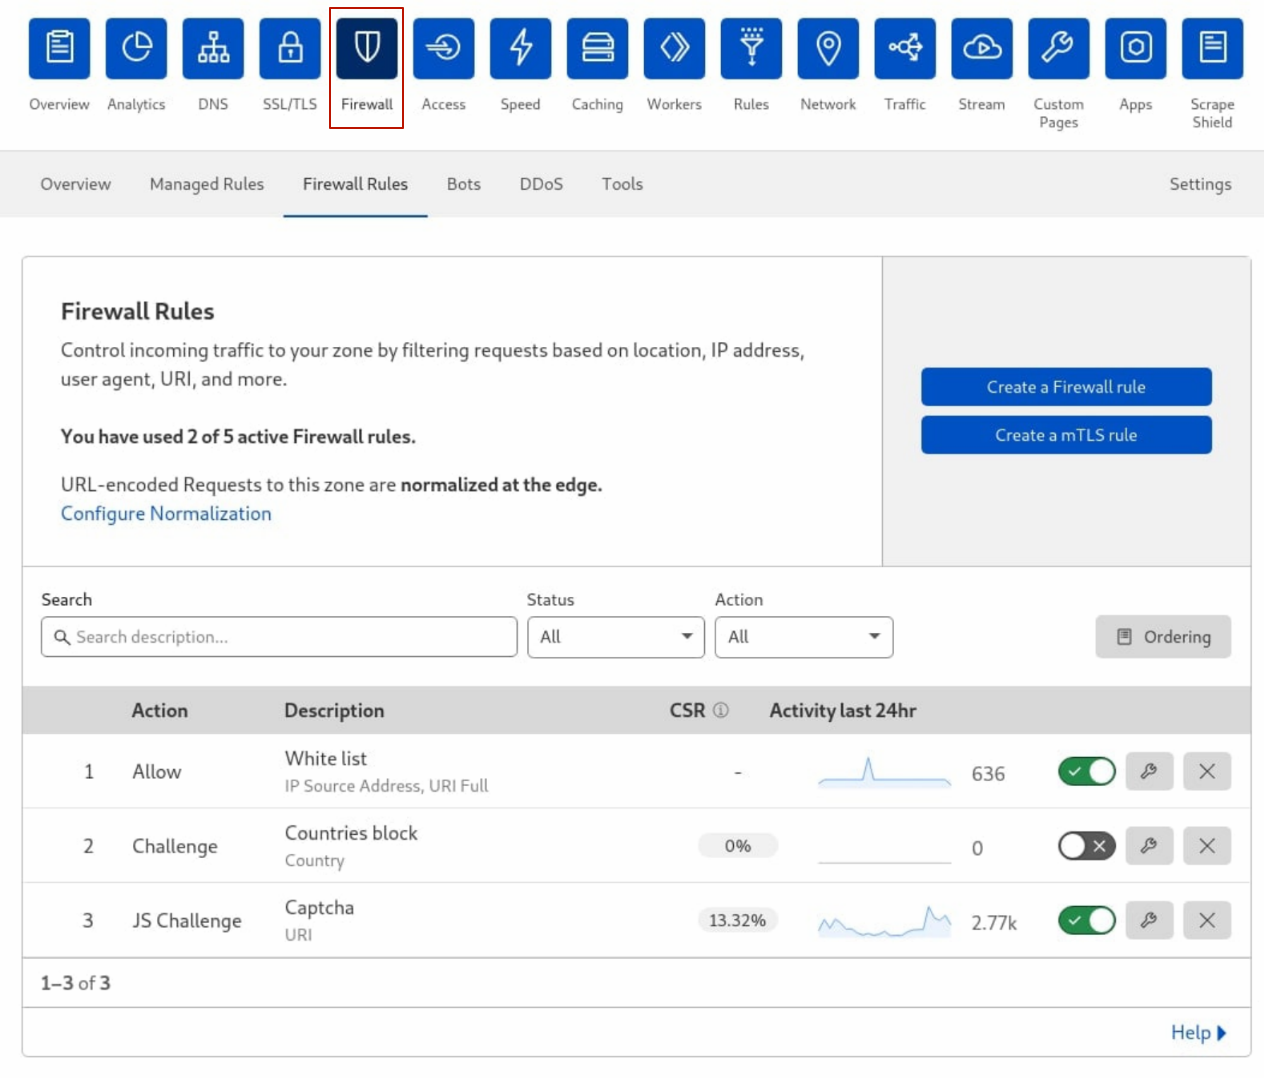 Overview
Analytics
DNS
SSL/TLS
Firewall
Access
Speed
Caching
Workers
Rules
Network
Traffic
Stream
Custom
Pages
Apps
Scrape
Shield
Overview
Managed Rules
Firewall Rules
Bots
DDoS
Tools
Settings
Firewall Rules
Control incoming traffic to your zone by filtering requests based on location, IP address,
user agent, URI, and more.
You have used 2 of 5 active Firewall rules.
URL-encoded Requests to this zone are normalized at the edge.
Configure Normalization
Create a Firewall rule
Create a mTLS rule
Search
Status
Action
Search description...
All
All
Ordering
Action
Description
CSR
Activity last 24hr
1
Allow
White list
IP Source Address, URI Full
-
636
2
Challenge
Countries block
Country
0%
0
3
JS Challenge
Captcha
URI
13.32%
2.77k
1–3 of 3
Help